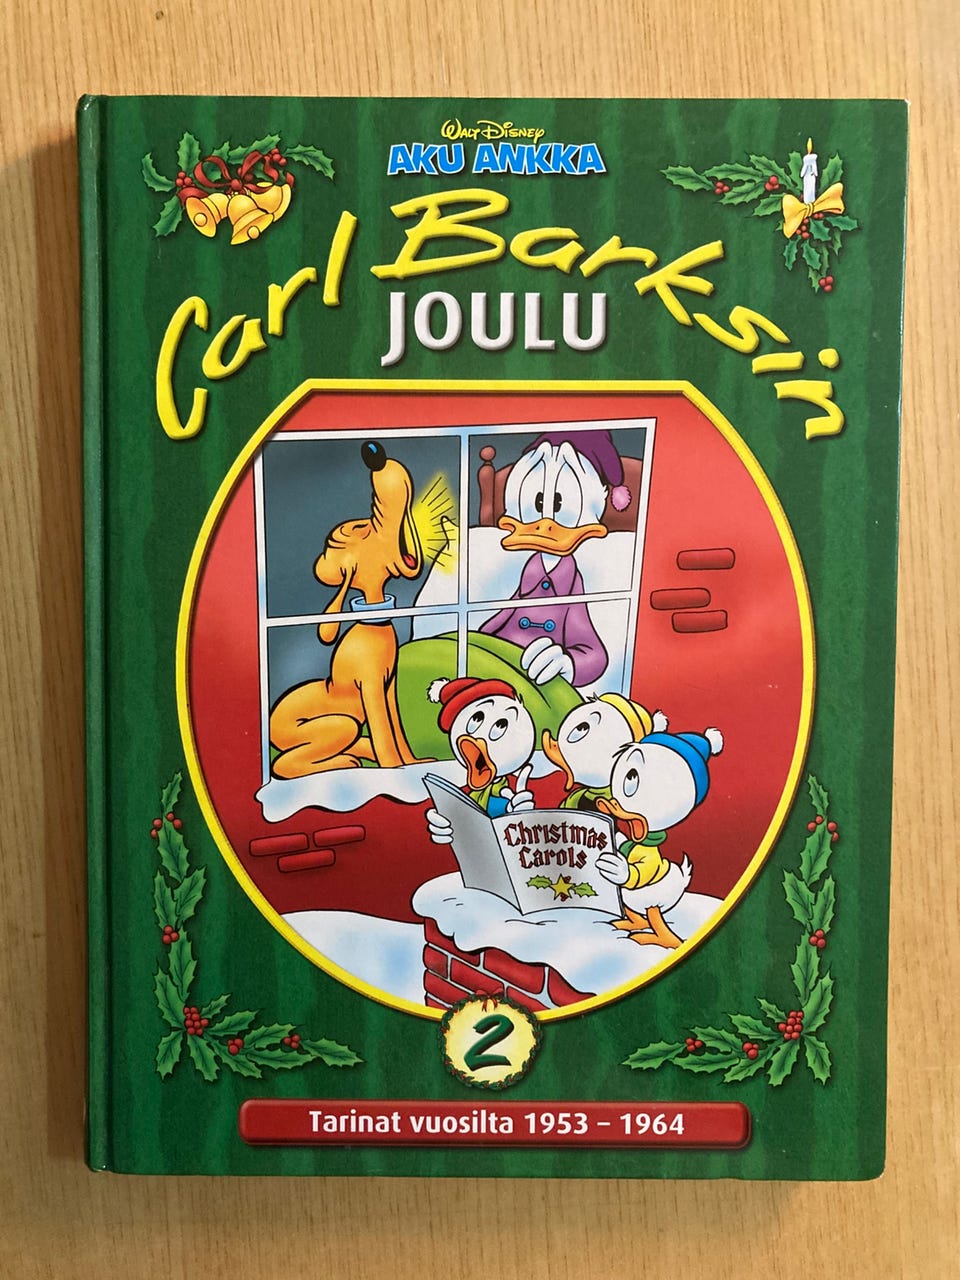 WALT DISNEY
AKU ANKKA
Carl Barksin
JOULU
Christmas
Carols
2
Tarinat vuosilta 1953 – 1964